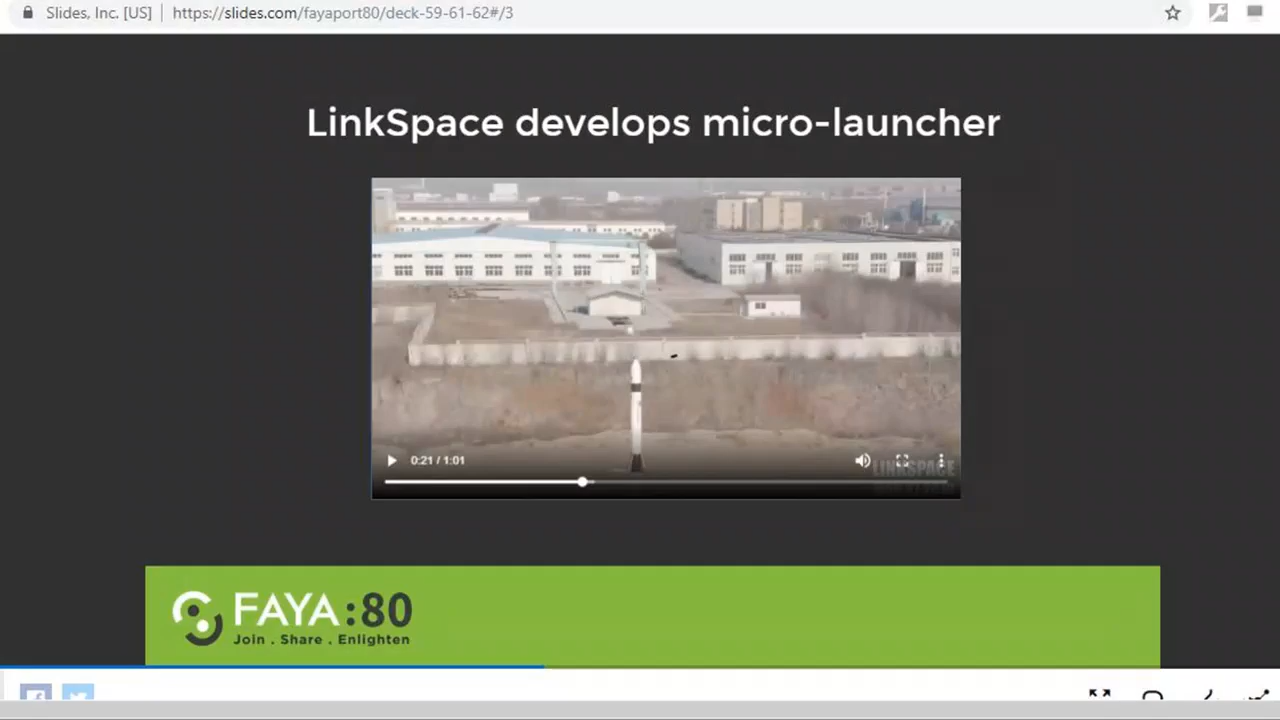 Slides, Inc. [US] | https://slides.com/fayaport80/deck-59-61-62#/3
LinkSpace develops micro-launcher
0:21 / 1:01
LINKSPACE
FAYA:80
Join . Share . Enlighten